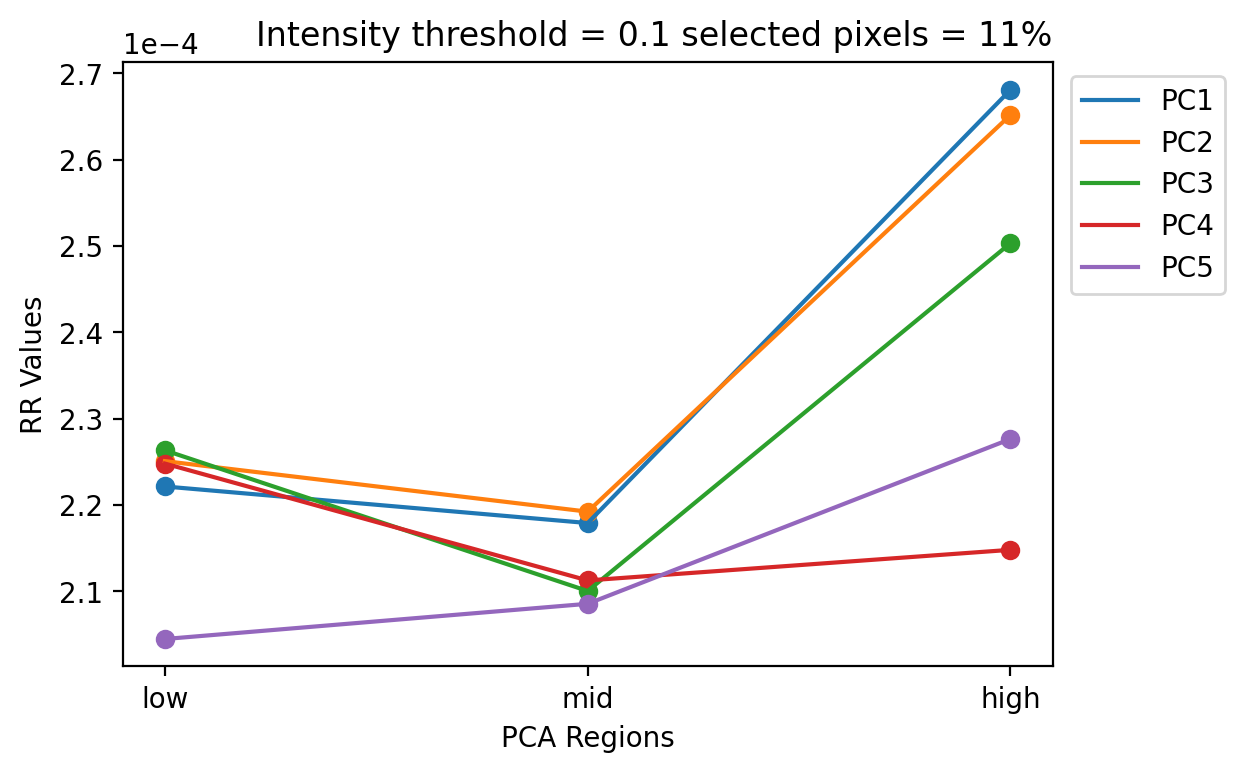 Intensity threshold = 0.1 selected pixels = 11%
1e−4
2.7
2.6
2.5
2.4
2.3
2.2
2.1
RR Values
low
mid
high
PCA Regions
PC1
PC2
PC3
PC4
PC5